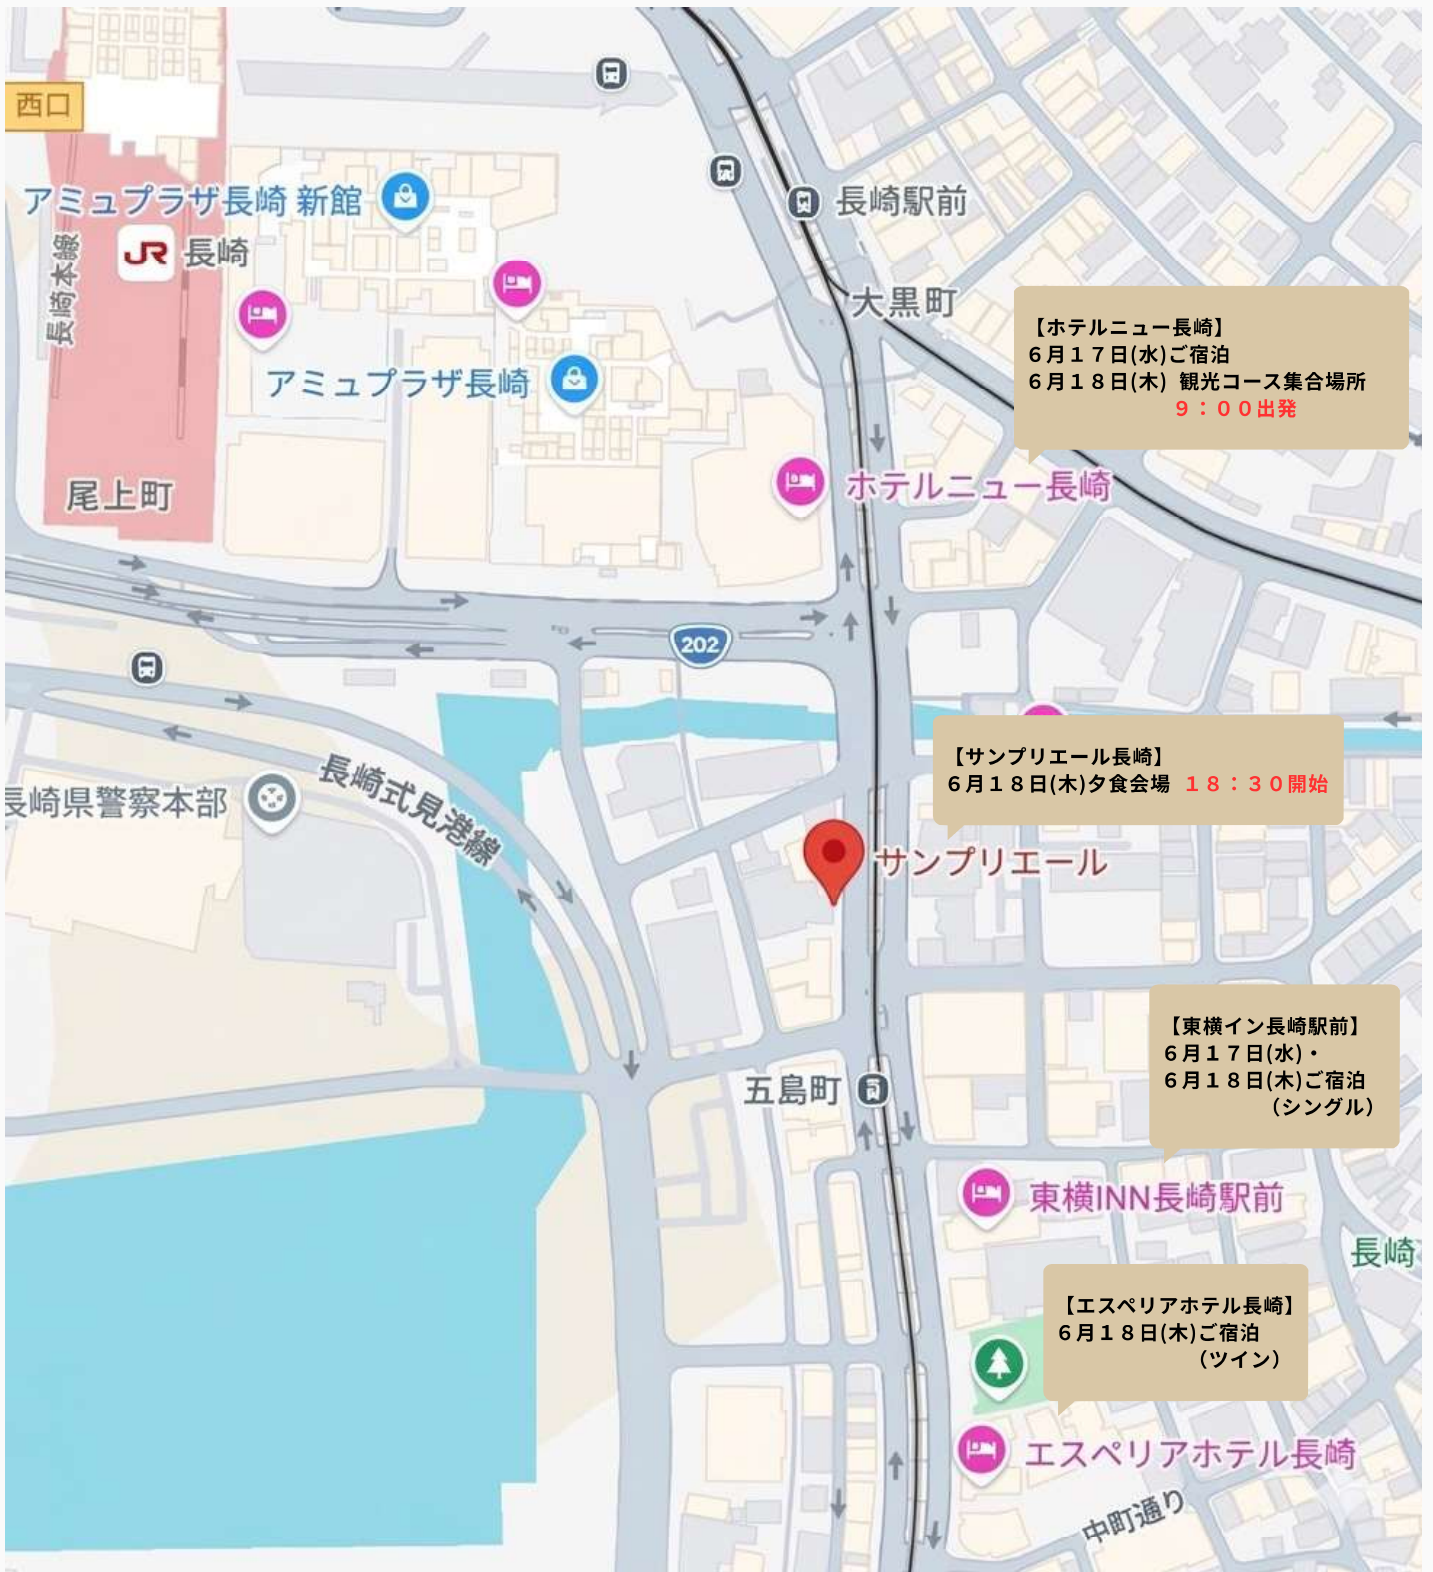 西口
アミュプラザ長崎 新館
JR 長崎
長崎本線
長崎駅前
大黒町
アミュプラザ長崎
尾上町
【ホテルニュー長崎】
６月１７日(水)ご宿泊
６月１８日(木) 観光コース集合場所
９：００出発
ホテルニュー長崎
202
長崎県警察本部
長崎式見港線
【サンプリエール長崎】
６月１８日(木)夕食会場 １８：３０開始
サンプリエール
【東横イン長崎駅前】
６月１７日(水)・
６月１８日(木)ご宿泊
（シングル）
五島町
東横INN長崎駅前
長崎
【エスペリアホテル長崎】
６月１８日(木)ご宿泊
（ツイン）
エスペリアホテル長崎
中町通り